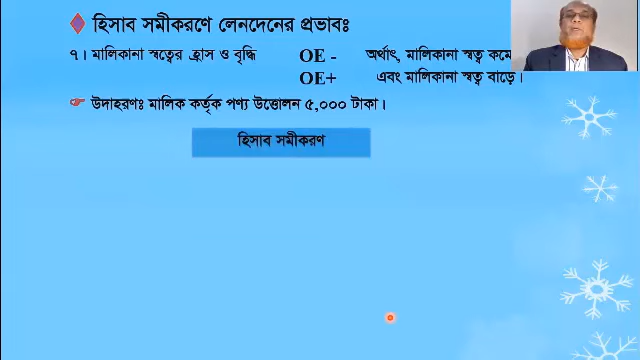 হিসাব সমীকরণে লেনদেনের প্রভাবঃ
৭। মালিকানা স্বত্বের হ্রাস ও বৃদ্ধি OE - অর্থাৎ, মালিকানা স্বত্ব কমে
OE+ এবং মালিকানা স্বত্ব বাড়ে।
উদাহরণঃ মালিক কর্তৃক পণ্য উত্তোলন ৫,০০০ টাকা।
হিসাব সমীকরণ